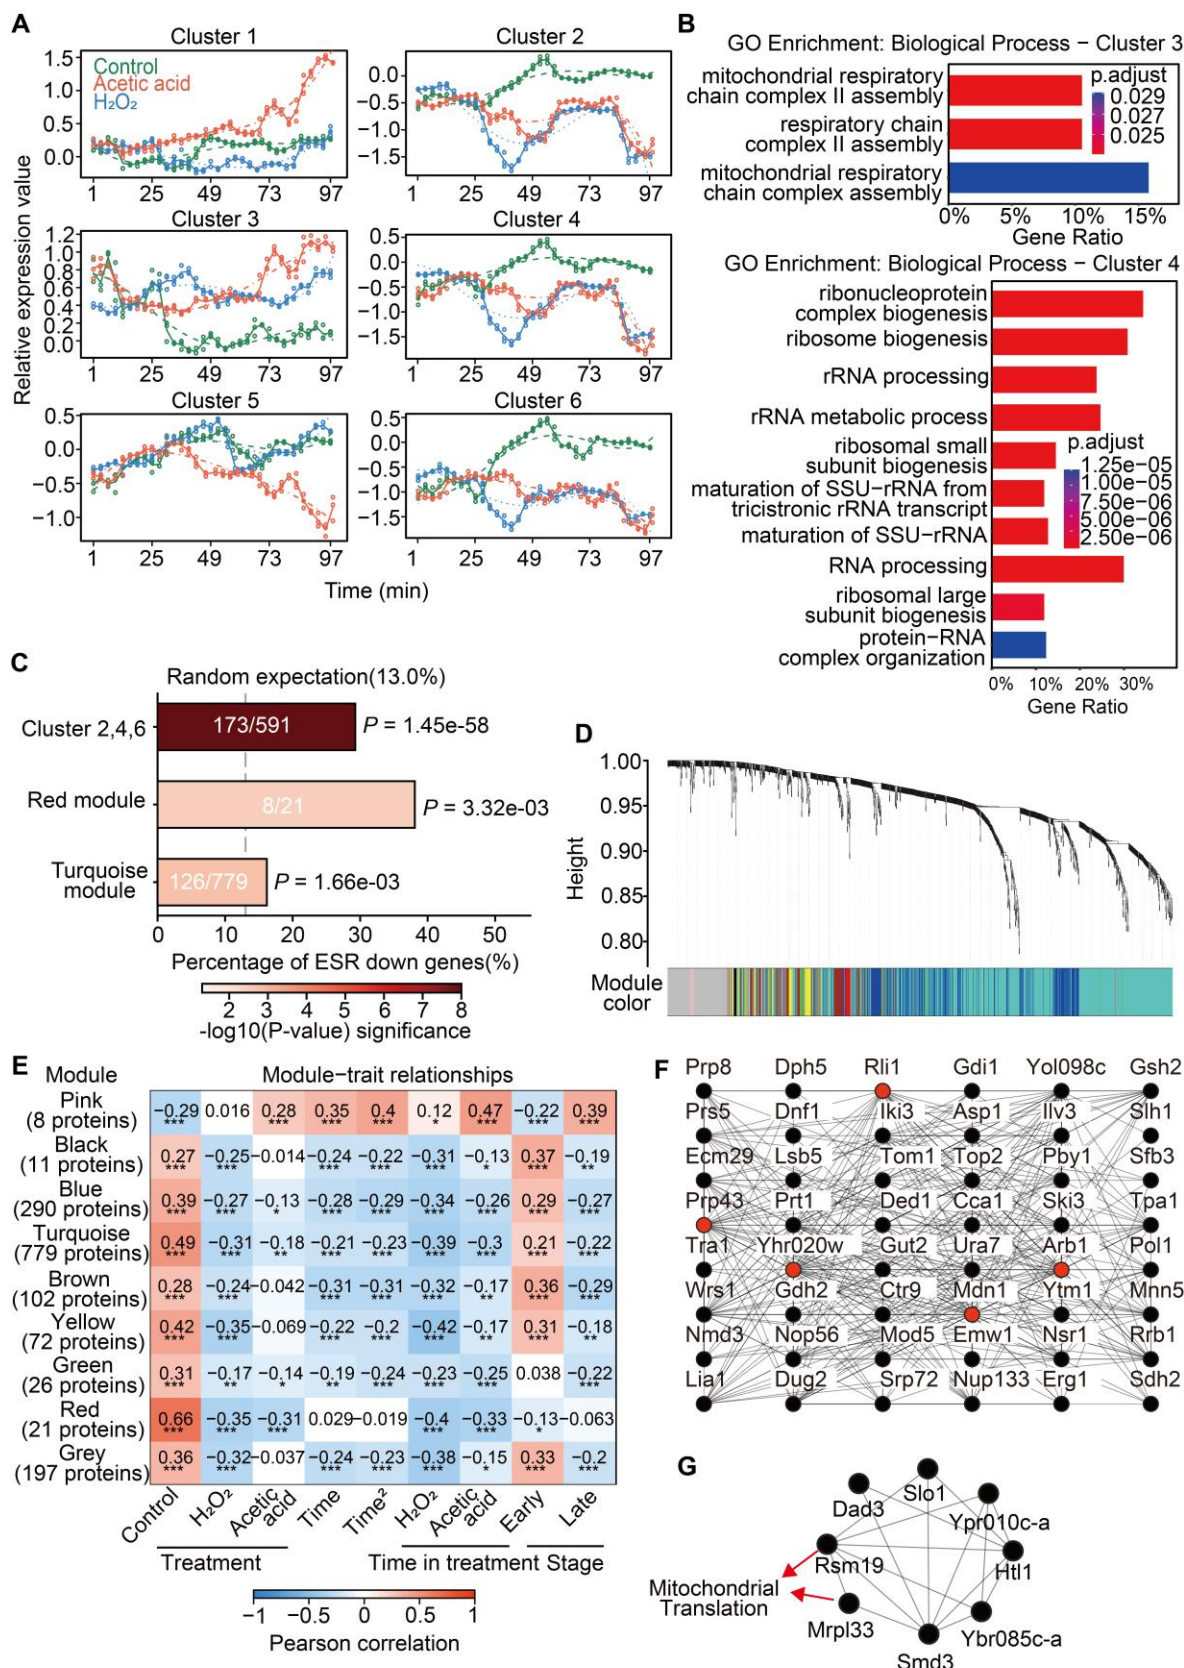 A
Cluster 1
Cluster 2
Control
Acetic acid
H₂O₂
1.5
1.0
0.5
0.0
0.0
−0.5
−1.0
−1.5
1 25 49 73 97
1 25 49 73 97
Cluster 3
Cluster 4
1.2
1.0
0.8
0.6
0.4
0.2
0.0
0.5
0.0
−0.5
−1.0
−1.5
1 25 49 73 97
1 25 49 73 97
Cluster 5
Cluster 6
0.5
0.0
−0.5
−1.0
0.5
0.0
−0.5
−1.0
−1.5
1 25 49 73 97
1 25 49 73 97
Relative expression value
Time (min)
B
GO Enrichment: Biological Process − Cluster 3
mitochondrial respiratory
chain complex II assembly
respiratory chain
complex II assembly
mitochondrial respiratory
chain complex assembly
p.adjust
0.029
0.027
0.025
0% 5% 10% 15%
Gene Ratio
GO Enrichment: Biological Process − Cluster 4
ribonucleoprotein
complex biogenesis
ribosome biogenesis
rRNA processing
rRNA metabolic process
ribosomal small
subunit biogenesis
maturation of SSU−rRNA from
tricistronic rRNA transcript
maturation of SSU−rRNA
RNA processing
ribosomal large
subunit biogenesis
protein−RNA
complex organization
p.adjust
1.25e−05
1.00e−05
7.50e−06
5.00e−06
2.50e−06
0% 10% 20% 30%
Gene Ratio
C
Random expectation(13.0%)
Cluster 2,4,6
173/591
P = 1.45e-58
Red module
8/21
P = 3.32e-03
Turquoise
module
126/779
P = 1.66e-03
0 10 20 30 40 50
Percentage of ESR down genes(%)
2 3 4 5 6 7 8
-log10(P-value) significance
D
Height
1.00
0.95
0.90
0.85
0.80
Module
color
E
Module
Module−trait relationships
Pink
(8 proteins)
−0.29 0.016 0.28 0.35 0.4 0.12 0.47 −0.22 0.39
*** *** *** *** * *** *** ***
Black
(11 proteins)
0.27 −0.25 −0.014 −0.24 −0.22 −0.31 −0.13 0.37 −0.19
*** *** *** *** *** * *** **
Blue
(290 proteins)
0.39 −0.27 −0.13 −0.28 −0.29 −0.34 −0.26 0.29 −0.27
*** *** * *** *** *** *** *** ***
Turquoise
(779 proteins)
0.49 −0.31 −0.18 −0.21 −0.23 −0.39 −0.3 0.21 −0.22
*** *** ** *** *** *** *** *** ***
Brown
(102 proteins)
0.28 −0.24 −0.042 −0.31 −0.31 −0.32 −0.17 0.36 −0.29
*** *** *** *** *** ** *** ***
Yellow
(72 proteins)
0.42 −0.35 −0.069 −0.22 −0.2 −0.42 −0.17 0.31 −0.18
*** *** *** *** *** ** *** **
Green
(26 proteins)
0.31 −0.17 −0.14 −0.19 −0.24 −0.23 −0.25 0.038 −0.22
*** ** * ** *** *** *** ***
Red
(21 proteins)
0.66 −0.35 −0.31 0.029 −0.019 −0.4 −0.33 −0.13 −0.063
*** *** *** *** *** *
Grey
(197 proteins)
0.36 −0.32 −0.037 −0.24 −0.23 −0.38 −0.15 0.33 −0.2
*** *** *** *** *** * *** ***
Control
H₂O₂
Acetic acid
Time
Time²
H₂O₂
Acetic acid
Early
Late
Treatment
Time in treatment
Stage
−1 −0.5 0 0.5 1
Pearson correlation
F
Prp8 Dph5 Rli1 Gdi1 Yol098c Gsh2
Prs5 Dnf1 Iki3 Asp1 Ilv3 Slh1
Ecm29 Lsb5 Tom1 Top2 Pby1 Sfb3
Prp43 Prt1 Ded1 Cca1 Ski3 Tpa1
Tra1 Yhr020w Gut2 Ura7 Arb1 Pol1
Wrs1 Gdh2 Ctr9 Mdn1 Ytm1 Mnn5
Nmd3 Nop56 Mod5 Emw1 Nsr1 Rrb1
Lia1 Dug2 Srp72 Nup133 Erg1 Sdh2
G
Slo1
Dad3
Ypr010c-a
Rsm19
Htl1
Mitochondrial
Translation
Mrpl33
Ybr085c-a
Smd3